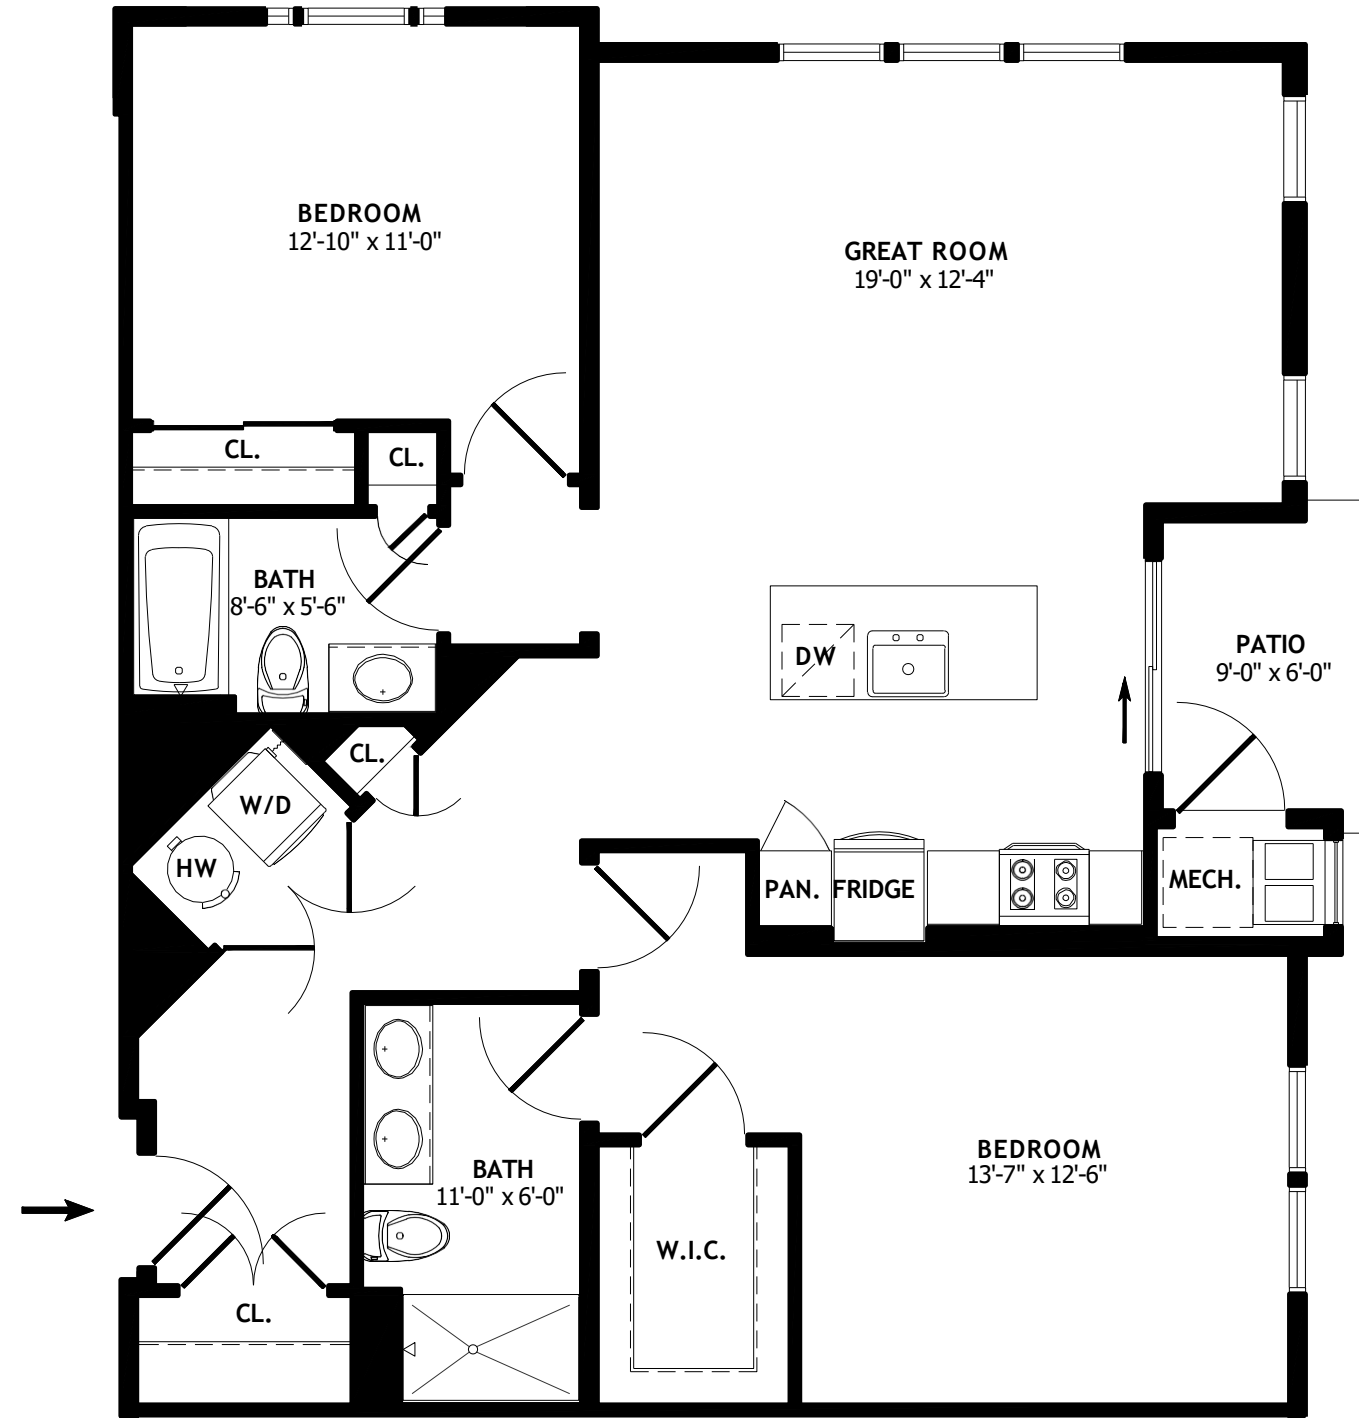 BEDROOM
12'-10" x 11'-0"
GREAT ROOM
19'-0" x 12'-4"
CL.
CL.
BATH
8'-6" x 5'-6"
DW
PATIO
9'-0" x 6'-0"
CL.
W/D
HW
PAN.
FRIDGE
MECH.
BATH
11'-0" x 6'-0"
BEDROOM
13'-7" x 12'-6"
W.I.C.
CL.